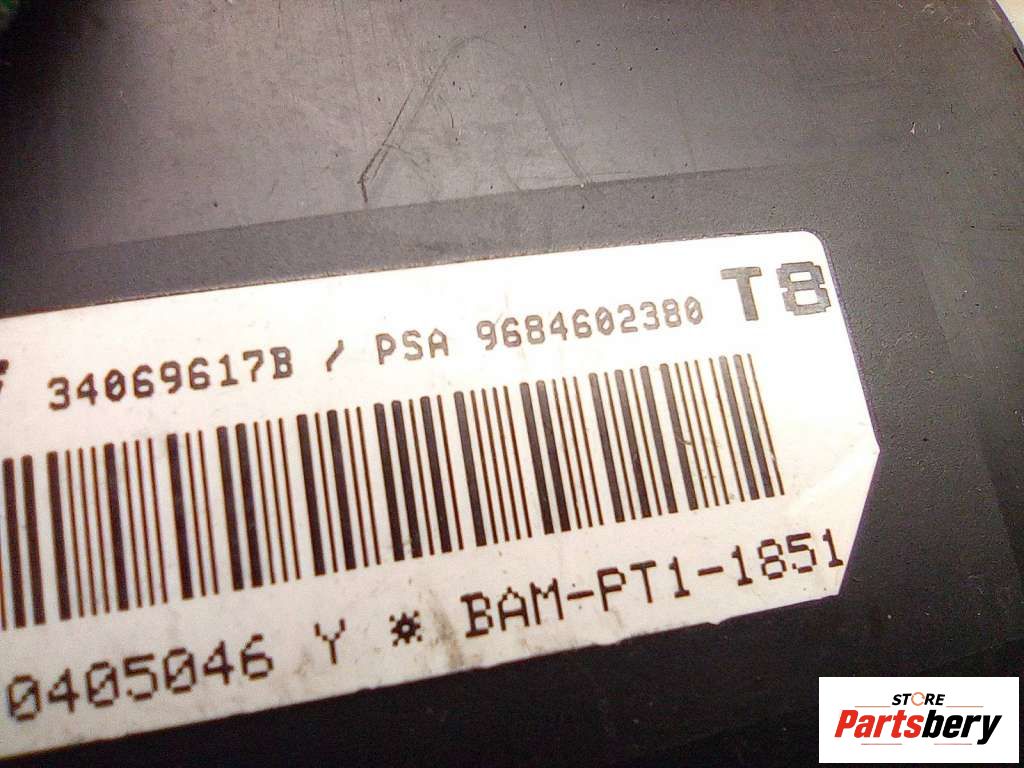 34069617B / PSA 9684602380 T8
0405046 Y * BAM-PT1-1851
STORE
Partsbery